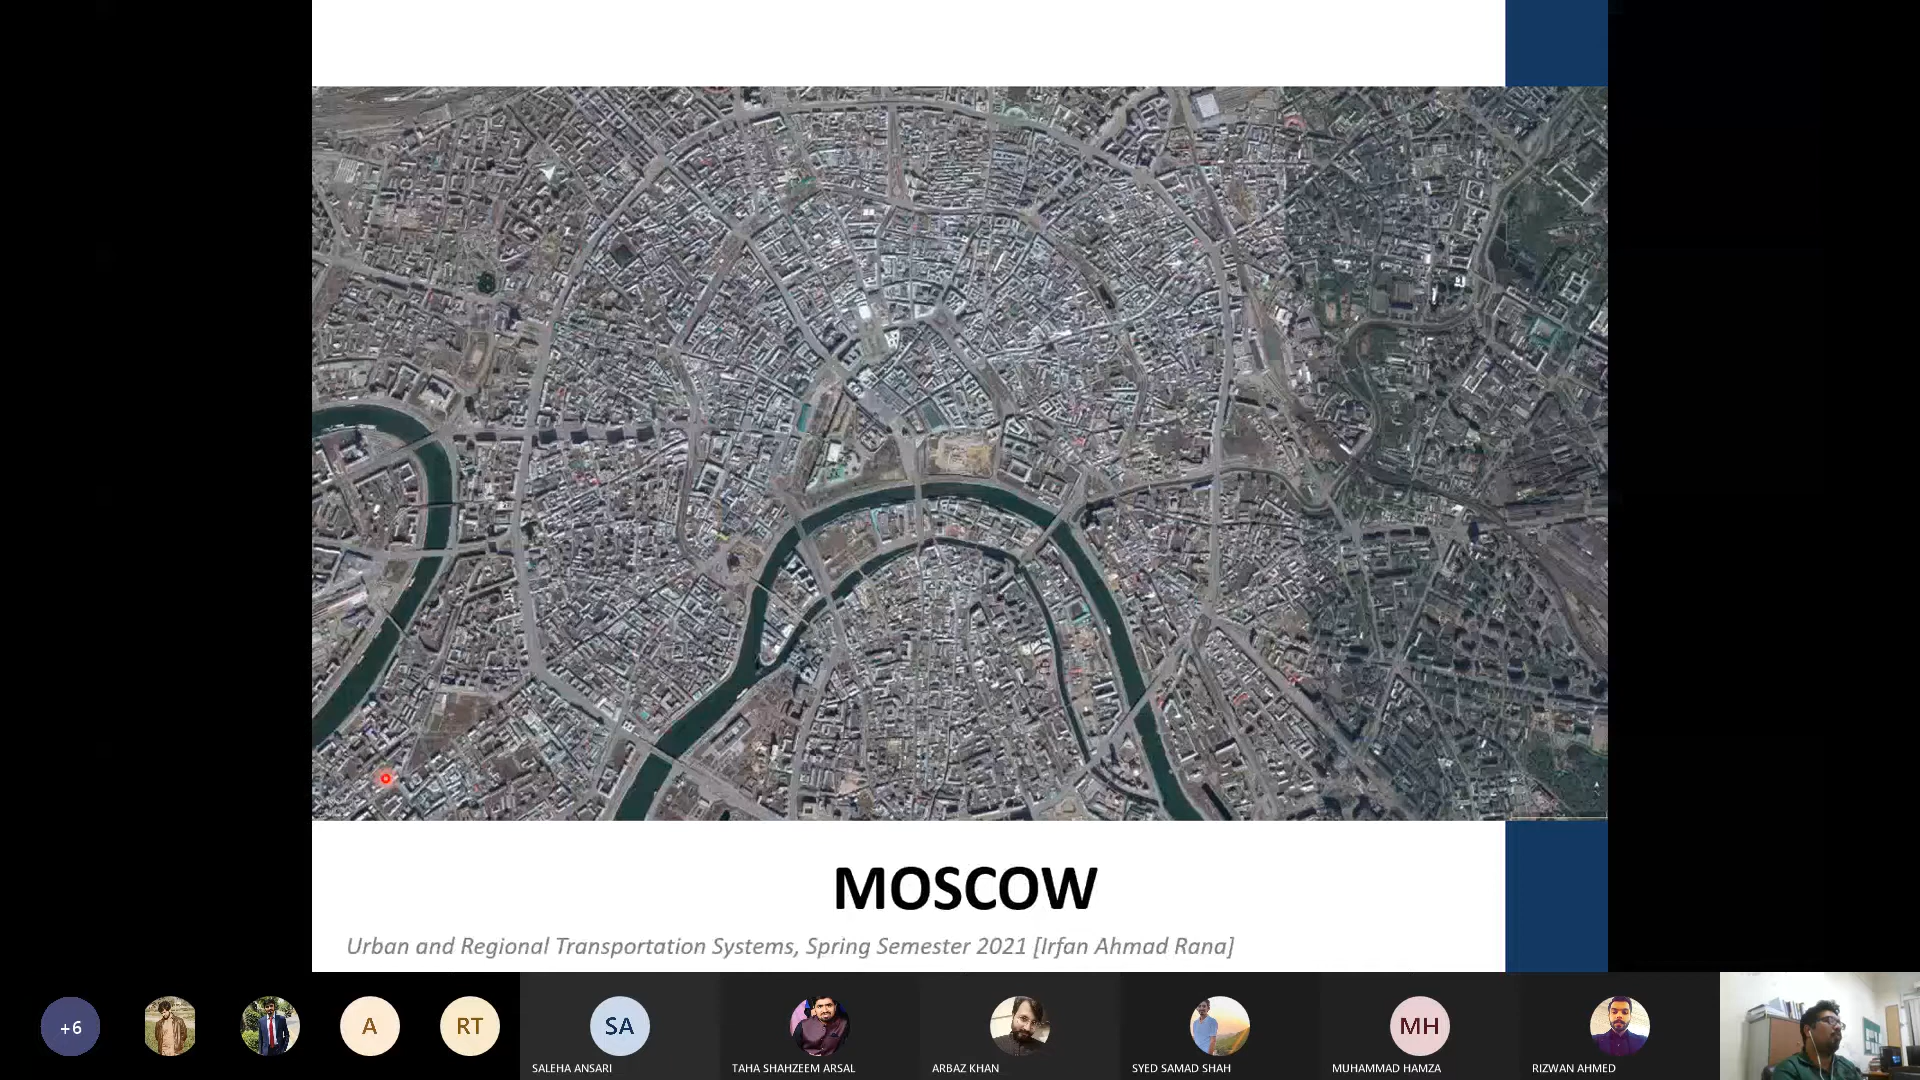 MOSCOW
Urban and Regional Transportation Systems, Spring Semester 2021 [Irfan Ahmad Rana]
+6
A
RT
SA
MH
SALEHA ANSARI
TAHA SHAHZEEM ARSAL
ARBAZ KHAN
SYED SAMAD SHAH
MUHAMMAD HAMZA
RIZWAN AHMED